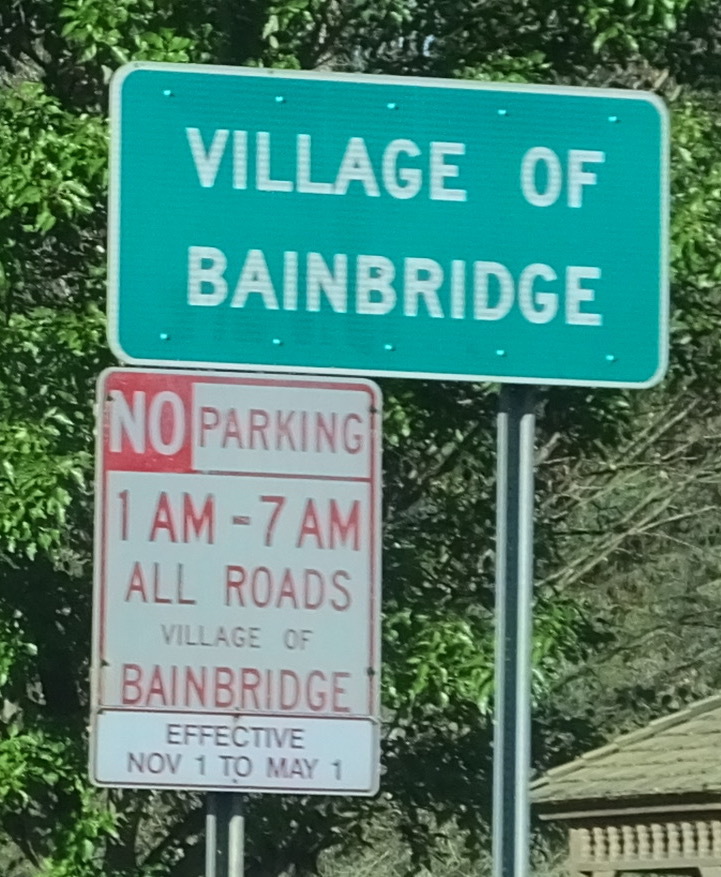 VILLAGE OF
BAINBRIDGE
NO PARKING
1 AM - 7 AM
ALL ROADS
VILLAGE OF
BAINBRIDGE
EFFECTIVE
NOV 1 TO MAY 1